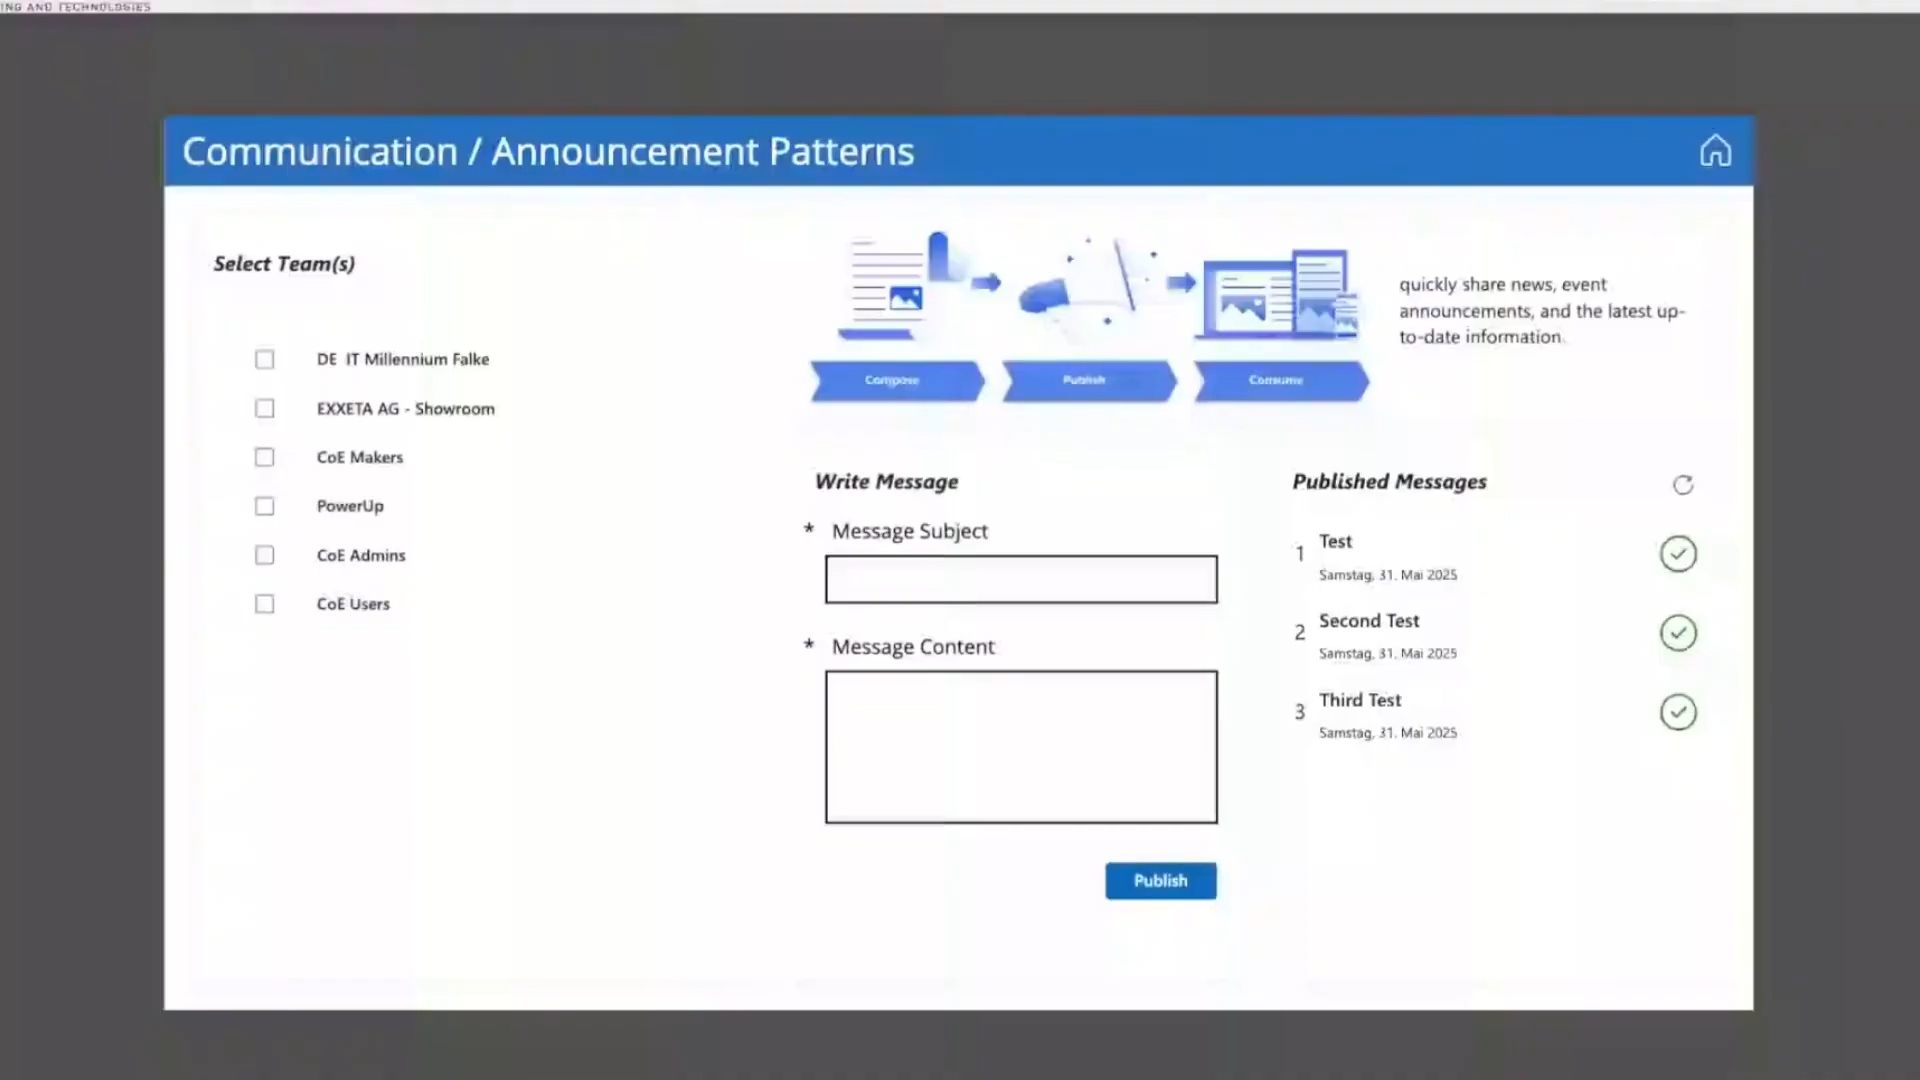 ING AND TECHNOLOGIES
Communication / Announcement Patterns
Select Team(s)
DE IT Millennium Falke
EXXETA AG - Showroom
CoE Makers
PowerUp
CoE Admins
CoE Users
quickly share news, event
announcements, and the latest up-
to-date information.
Compose
Publish
Consume
Write Message
* Message Subject
* Message Content
Publish
Published Messages
1
Test
Samstag, 31. Mai 2025
2
Second Test
Samstag, 31. Mai 2025
3
Third Test
Samstag, 31. Mai 2025